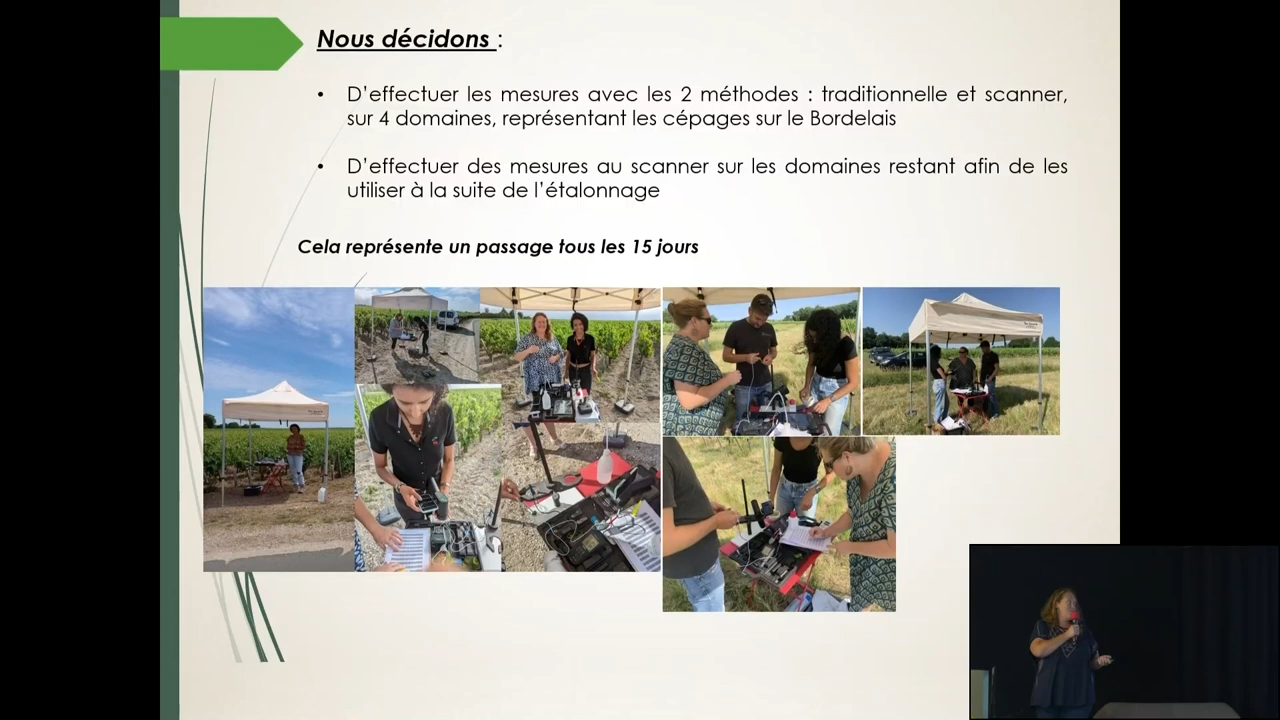 Nous décidons :
• D’effectuer les mesures avec les 2 méthodes : traditionnelle et scanner,
sur 4 domaines, représentant les cépages sur le Bordelais
• D’effectuer des mesures au scanner sur les domaines restant afin de les
utiliser à la suite de l’étalonnage
Cela représente un passage tous les 15 jours